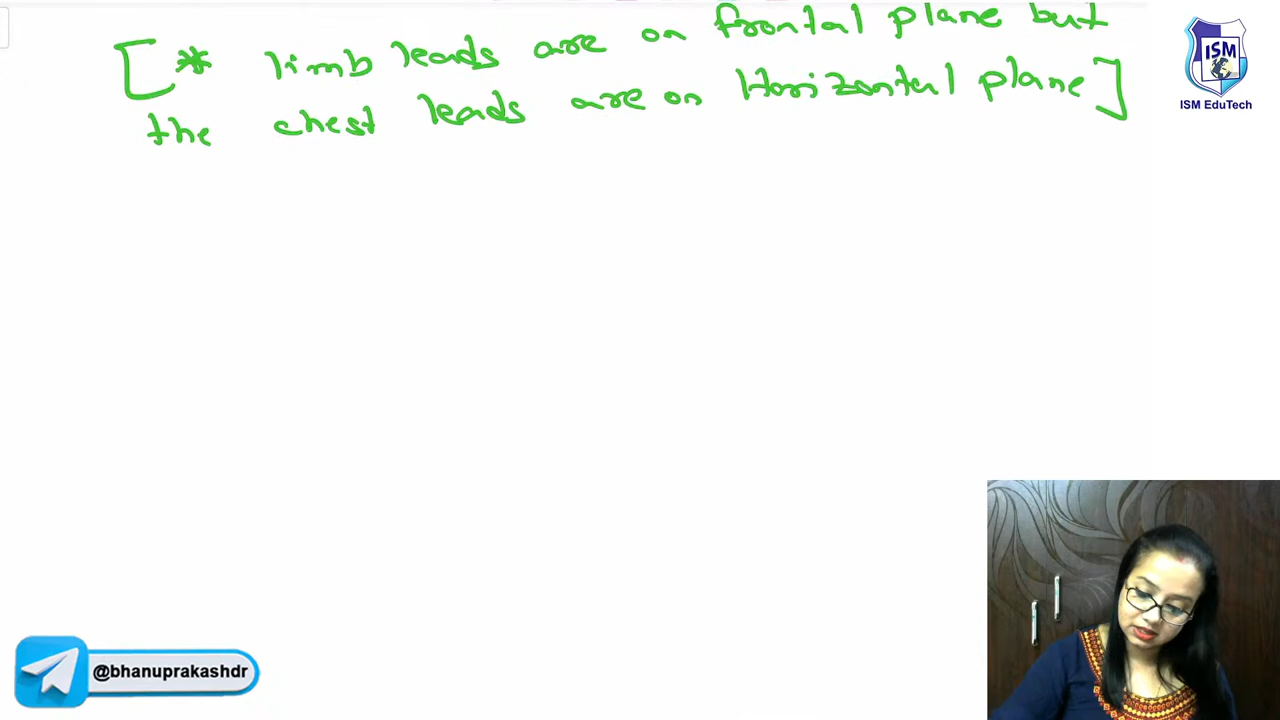 [* limb leads are on frontal plane but
the chest leads are on Horizontal plane]
ISM
ISM EduTech
@bhanuprakashdr